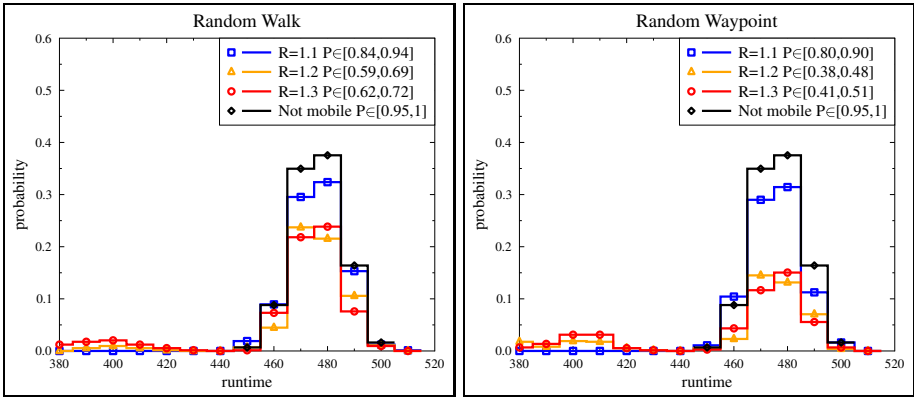 Random Walk
0.6
0.5
0.4
0.3
0.2
0.1
0.0
probability
R=1.1 P∈[0.84,0.94]
R=1.2 P∈[0.59,0.69]
R=1.3 P∈[0.62,0.72]
Not mobile P∈[0.95,1]
380 400 420 440 460 480 500 520
runtime
Random Waypoint
0.6
0.5
0.4
0.3
0.2
0.1
0.0
probability
R=1.1 P∈[0.80,0.90]
R=1.2 P∈[0.38,0.48]
R=1.3 P∈[0.41,0.51]
Not mobile P∈[0.95,1]
380 400 420 440 460 480 500 520
runtime